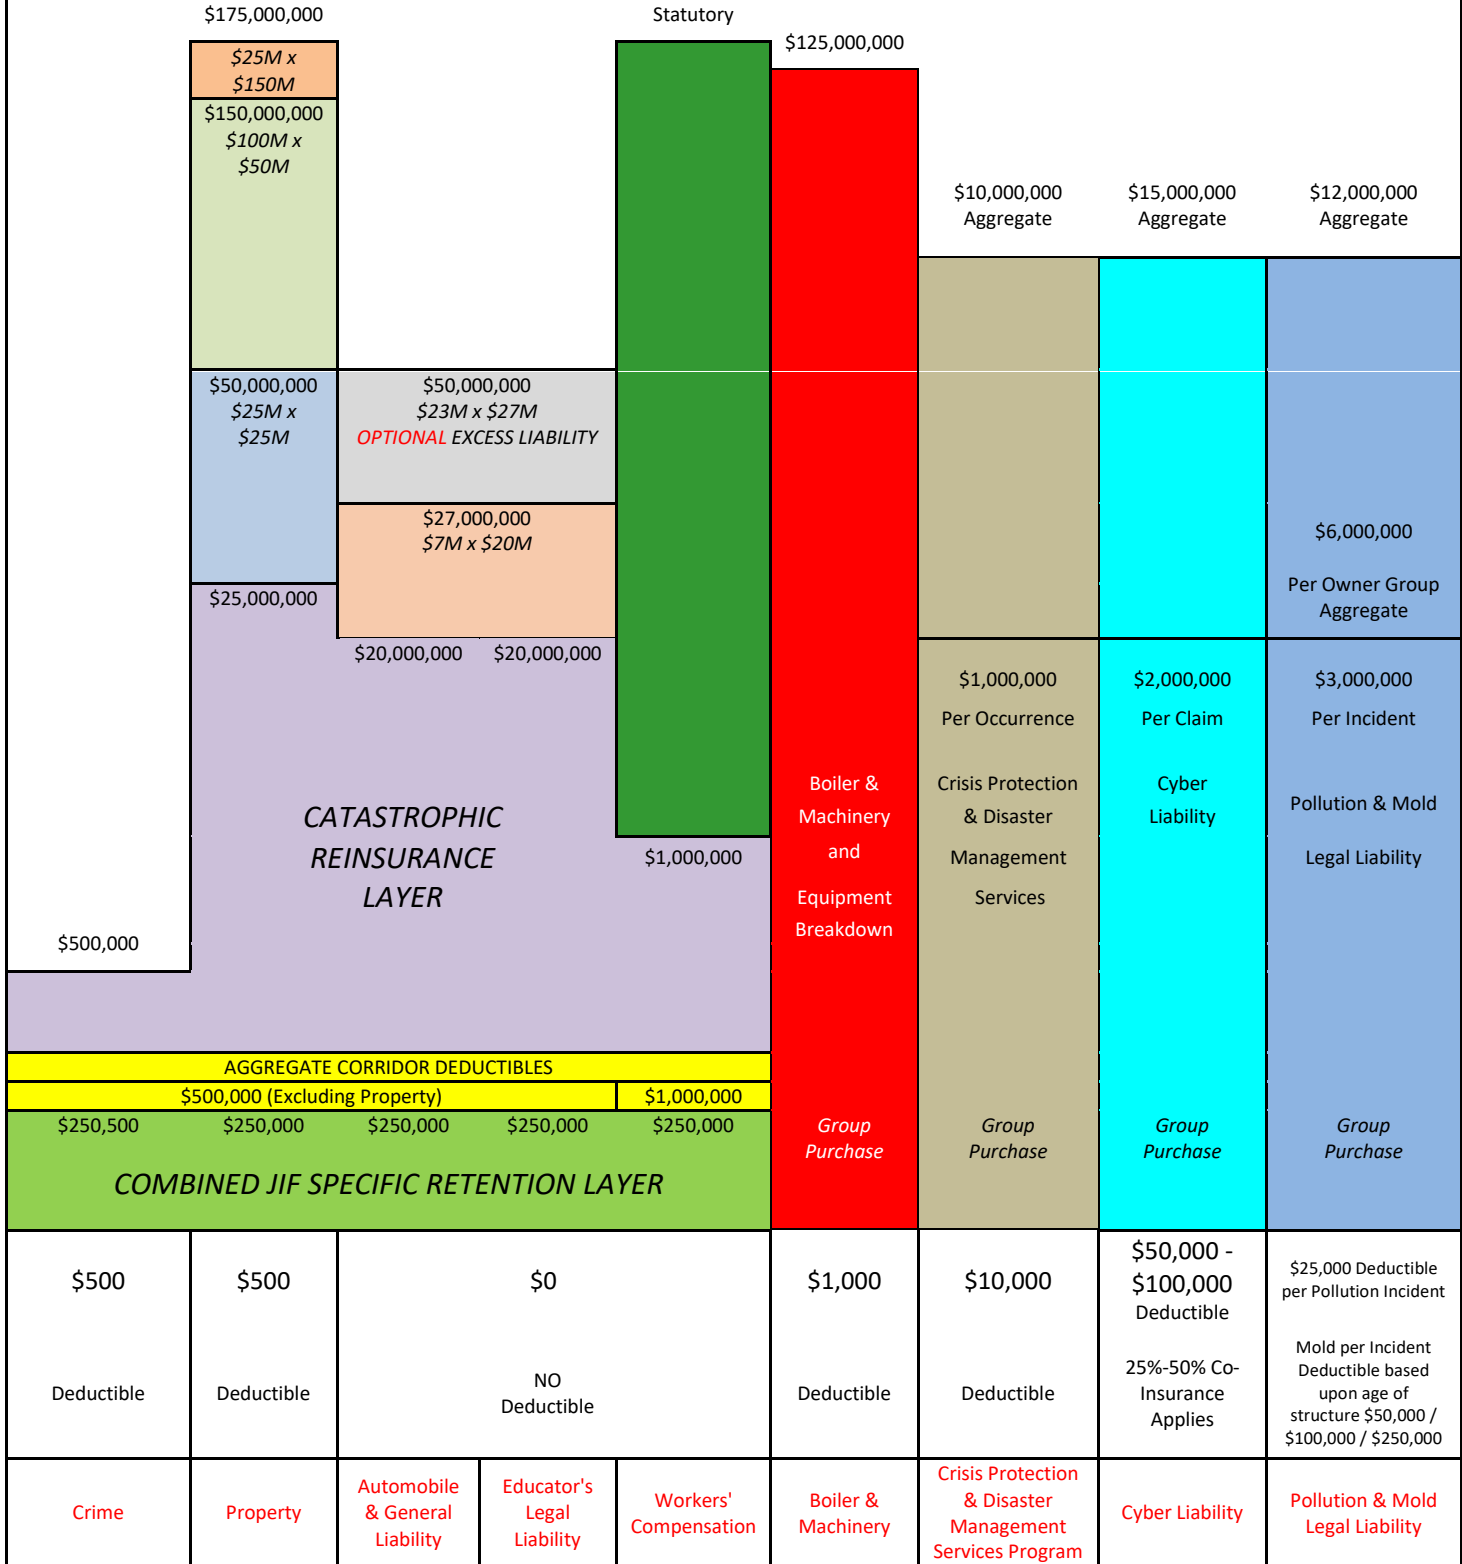 $175,000,000
Statutory
$125,000,000
$25M x
$150M
$150,000,000
$100M x
$50M
$10,000,000
Aggregate
$15,000,000
Aggregate
$12,000,000
Aggregate
$50,000,000
$25M x
$25M
$50,000,000
$23M x $27M
OPTIONAL EXCESS LIABILITY
$27,000,000
$7M x $20M
$6,000,000
Per Owner Group
Aggregate
$25,000,000
$20,000,000
$20,000,000
$1,000,000
Per Occurrence
$2,000,000
Per Claim
$3,000,000
Per Incident
CATASTROPHIC
REINSURANCE
LAYER
$1,000,000
Boiler &
Machinery
and
Equipment
Breakdown
Crisis Protection
& Disaster
Management
Services
Cyber
Liability
Pollution & Mold
Legal Liability
$500,000
AGGREGATE CORRIDOR DEDUCTIBLES
$500,000 (Excluding Property)
$1,000,000
$250,500
$250,000
$250,000
$250,000
$250,000
COMBINED JIF SPECIFIC RETENTION LAYER
Group
Purchase
Group
Purchase
Group
Purchase
Group
Purchase
$500
Deductible
$500
Deductible
$0
NO
Deductible
$1,000
Deductible
$10,000
Deductible
$50,000 -
$100,000
Deductible
25%-50% Co-
Insurance
Applies
$25,000 Deductible
per Pollution Incident
Mold per Incident
Deductible based
upon age of
structure $50,000 /
$100,000 / $250,000
Crime
Property
Automobile
& General
Liability
Educator's
Legal
Liability
Workers'
Compensation
Boiler &
Machinery
Crisis Protection
& Disaster
Management
Services Program
Cyber Liability
Pollution & Mold
Legal Liability